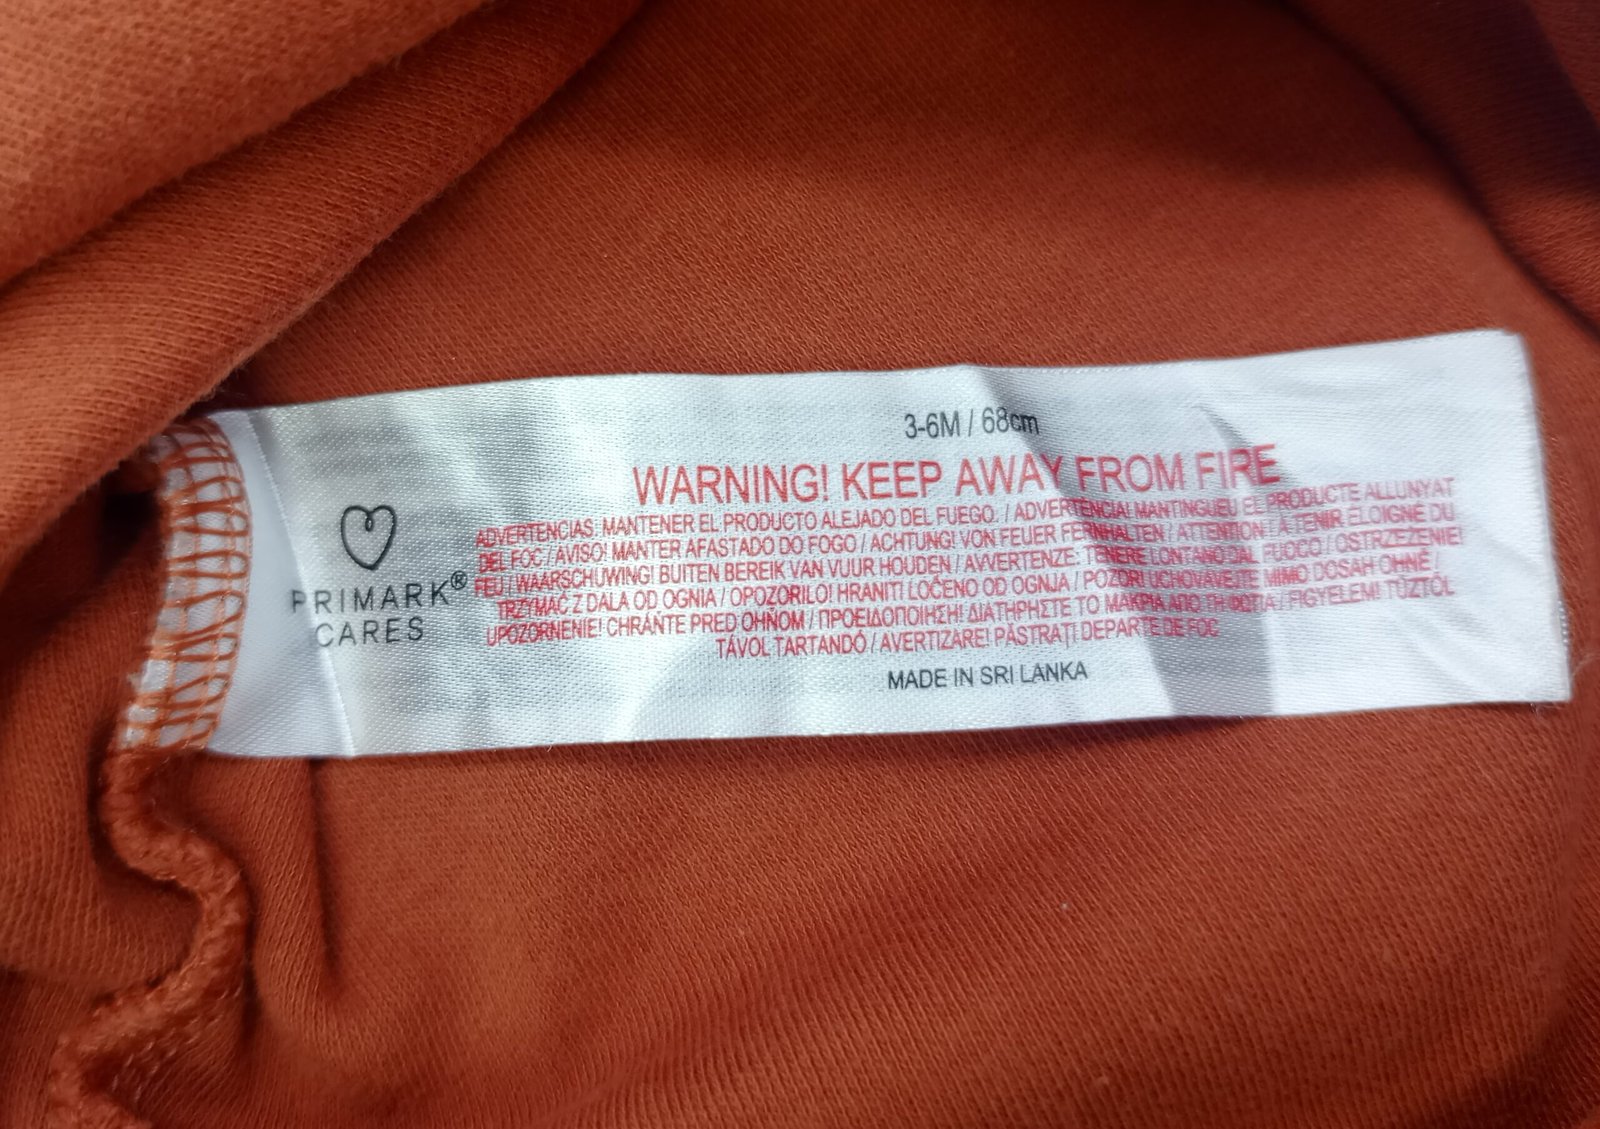 3-6M / 68cm
WARNING! KEEP AWAY FROM FIRE
ADVERTENCIAS. MANTENER EL PRODUCTO ALEJADO DEL FUEGO. / ADVERTÈNCIA! MANTINGUEU EL PRODUCTE ALLUNYAT
DEL FOC / AVISO! MANTER AFASTADO DO FOGO / ACHTUNG! VON FEUER FERNHALTEN / ATTENTION ! À TENIR ÉLOIGNÉ DU
FEU / WAARSCHUWING! BUITEN BEREIK VAN VUUR HOUDEN / AVVERTENZE: TENERE LONTANO DAL FUOCO / OSTRZEŻENIE!
TRZYMAĆ Z DALA OD OGNIA / OPOZORILO! HRANITI LOČENO OD OGNJA / POZOR! UCHOVÁVEJTE MIMO DOSAH OHNĚ /
UPOZORNENIE! CHRÁŇTE PRED OHŇOM / ΠΡΟΕΙΔΟΠΟΙΗΣΗ! ΔΙΑΤΗΡΗΣΤΕ ΤΟ ΜΑΚΡΙΑ ΑΠΟ ΤΗ ΦΩΤΙΑ / FIGYELEM! TŰZTŐL
TÁVOL TARTANDÓ / AVERTIZARE! PĂSTRAȚI DEPARTE DE FOC
MADE IN SRI LANKA
PRIMARK®
CARES